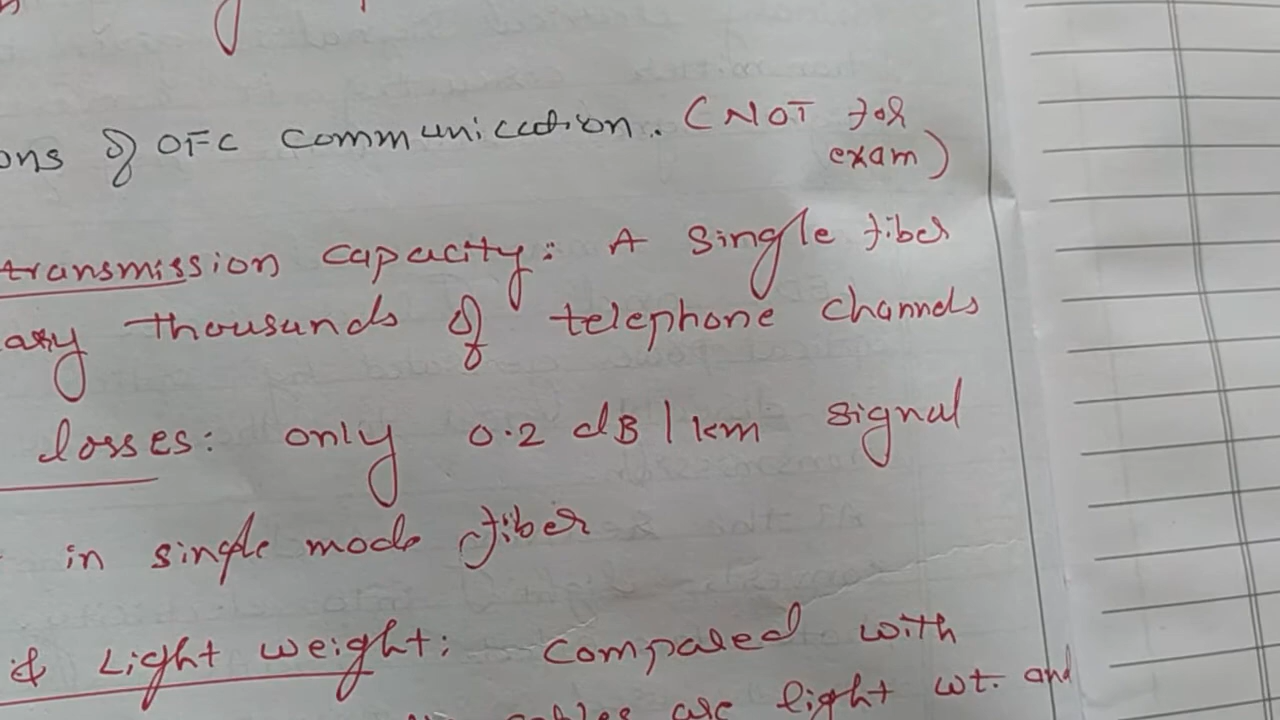 ons of OFC communication. (NOT for
exam)
transmission capacity: A single fiber
thousands of telephone channels
losses: only 0.2 dB/km signal
in single mode fiber
& Light weight: Compared with
cables are light wt. and